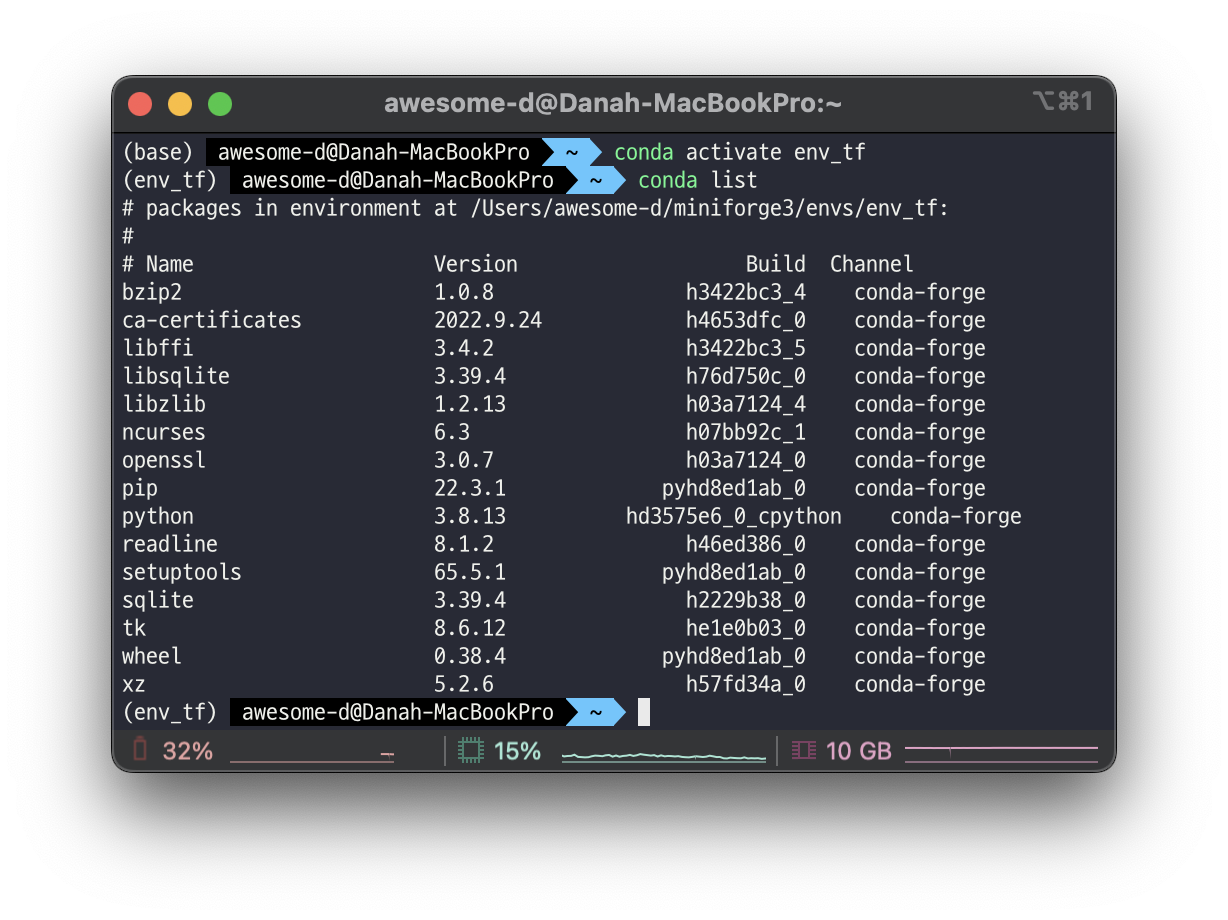 awesome-d@Danah-MacBookPro:~ ⌥⌘1
(base) awesome-d@Danah-MacBookPro ~ conda activate env_tf
(env_tf) awesome-d@Danah-MacBookPro ~ conda list
# packages in environment at /Users/awesome-d/miniforge3/envs/env_tf:
#
# Name Version Build Channel
bzip2 1.0.8 h3422bc3_4 conda-forge
ca-certificates 2022.9.24 h4653dfc_0 conda-forge
libffi 3.4.2 h3422bc3_5 conda-forge
libsqlite 3.39.4 h76d750c_0 conda-forge
libzlib 1.2.13 h03a7124_4 conda-forge
ncurses 6.3 h07bb92c_1 conda-forge
openssl 3.0.7 h03a7124_0 conda-forge
pip 22.3.1 pyhd8ed1ab_0 conda-forge
python 3.8.13 hd3575e6_0_cpython conda-forge
readline 8.1.2 h46ed386_0 conda-forge
setuptools 65.5.1 pyhd8ed1ab_0 conda-forge
sqlite 3.39.4 h2229b38_0 conda-forge
tk 8.6.12 he1e0b03_0 conda-forge
wheel 0.38.4 pyhd8ed1ab_0 conda-forge
xz 5.2.6 h57fd34a_0 conda-forge
(env_tf) awesome-d@Danah-MacBookPro ~
32% 15% 10 GB